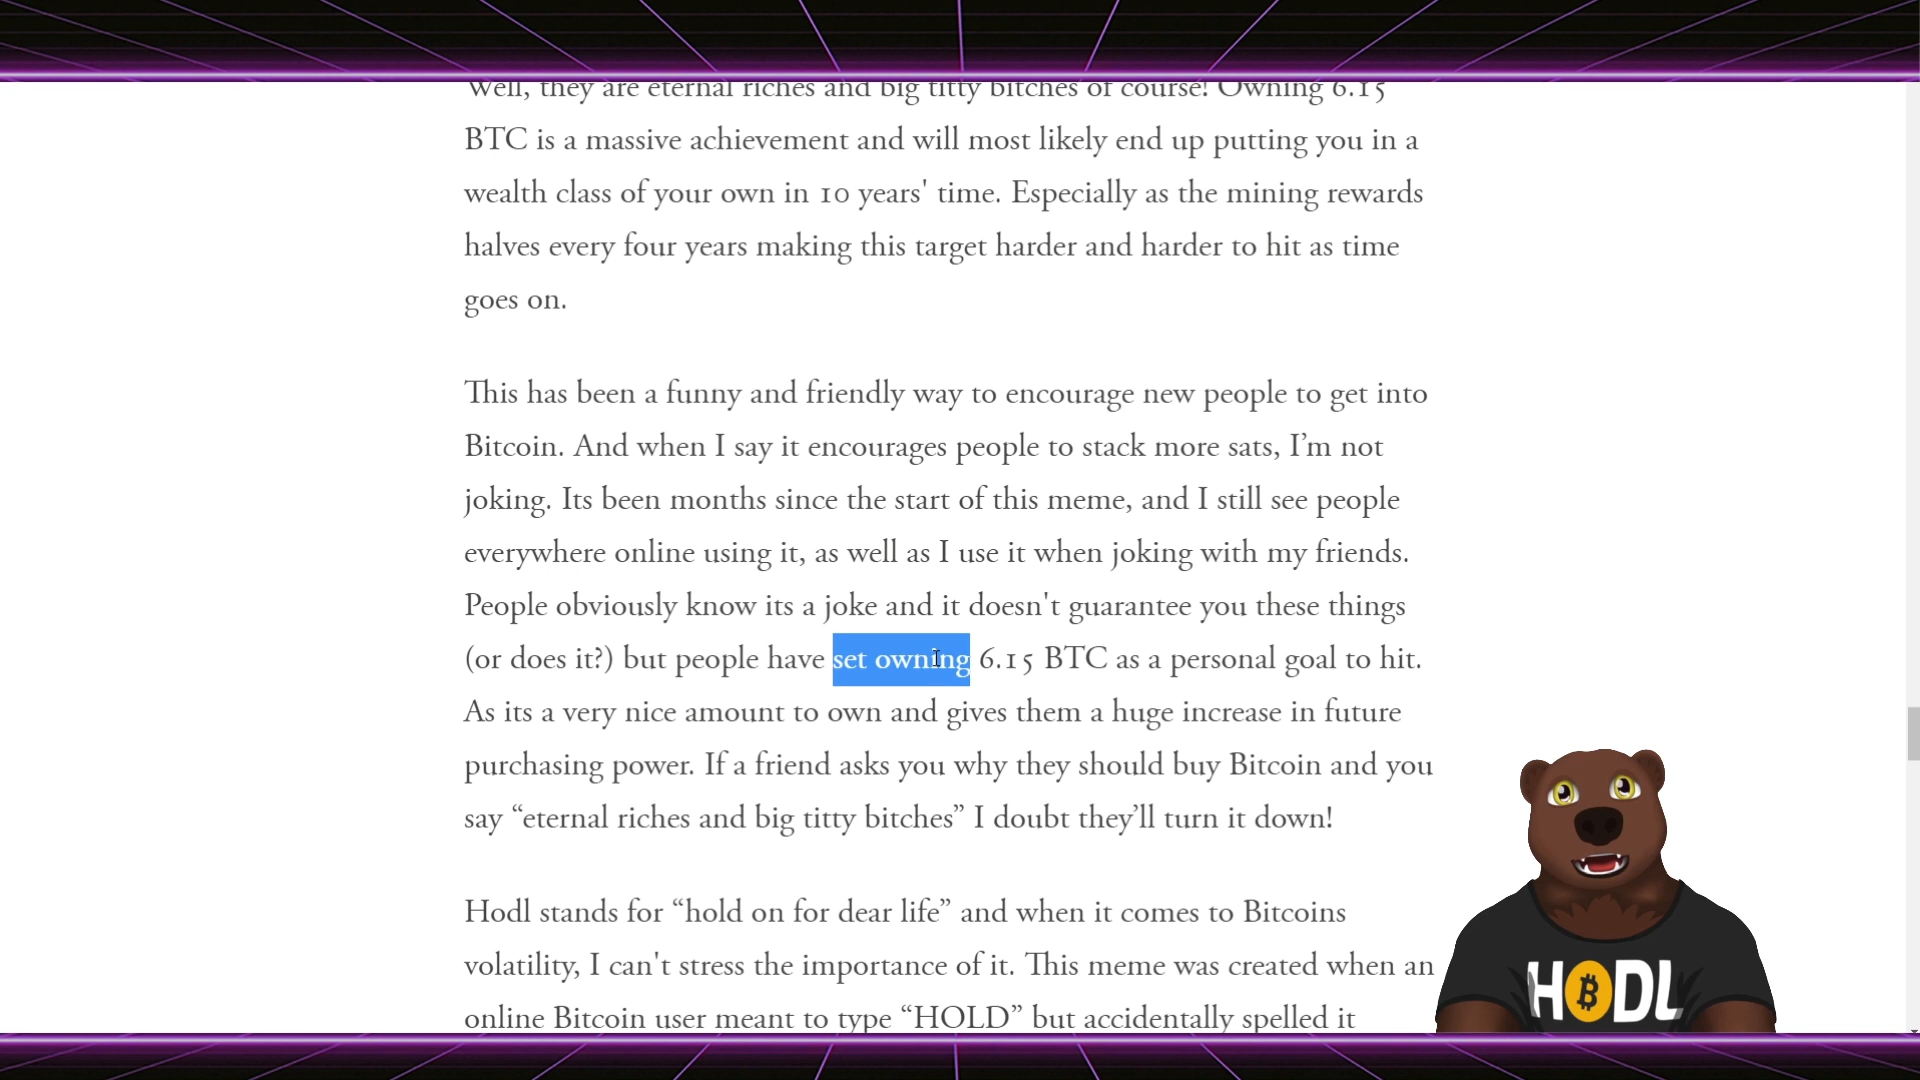 Well, they are eternal riches and big titty bitches of course! Owning 6.15
BTC is a massive achievement and will most likely end up putting you in a
wealth class of your own in 10 years' time. Especially as the mining rewards
halves every four years making this target harder and harder to hit as time
goes on.
This has been a funny and friendly way to encourage new people to get into
Bitcoin. And when I say it encourages people to stack more sats, I’m not
joking. Its been months since the start of this meme, and I still see people
everywhere online using it, as well as I use it when joking with my friends.
People obviously know its a joke and it doesn't guarantee you these things
(or does it?) but people have set owning 6.15 BTC as a personal goal to hit.
As its a very nice amount to own and gives them a huge increase in future
purchasing power. If a friend asks you why they should buy Bitcoin and you
say “eternal riches and big titty bitches” I doubt they’ll turn it down!
Hodl stands for “hold on for dear life” and when it comes to Bitcoins
volatility, I can't stress the importance of it. This meme was created when an
online Bitcoin user meant to type “HOLD” but accidentally spelled it
HODL